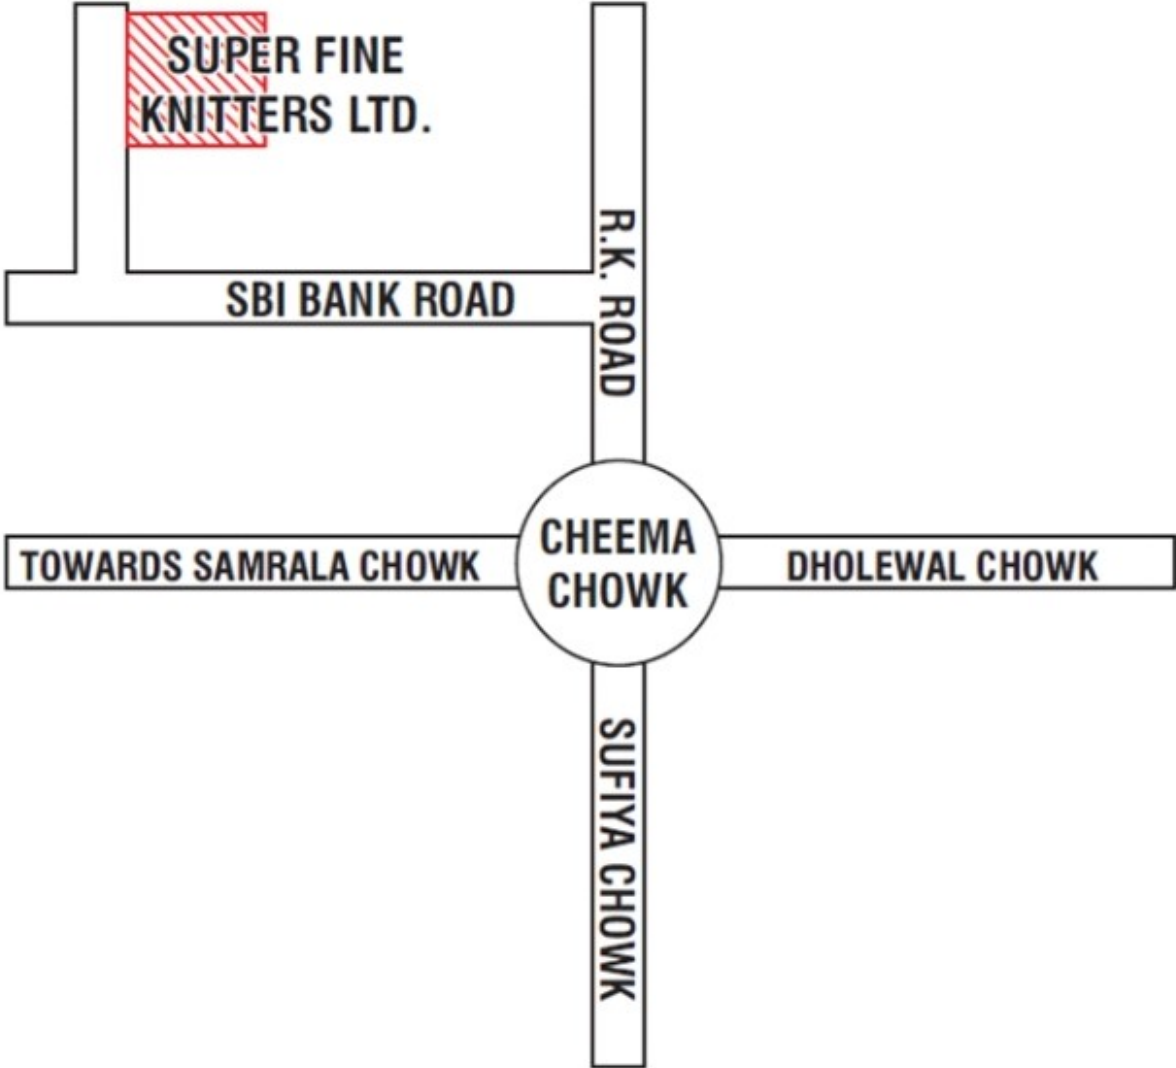 SUPER FINE
KNITTERS LTD.
R.K. ROAD
SBI BANK ROAD
CHEEMA
CHOWK
TOWARDS SAMRALA CHOWK
DHOLEWAL CHOWK
SUFIYA CHOWK